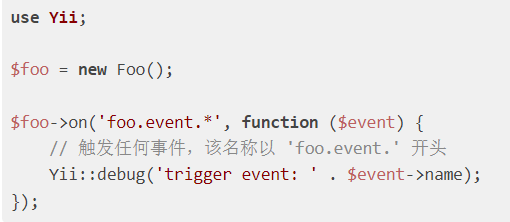 use Yii;
$foo = new Foo();
$foo->on('foo.event.*', function ($event) {
// 触发任何事件，该名称以 'foo.event.' 开头
Yii::debug('trigger event: ' . $event->name);
});